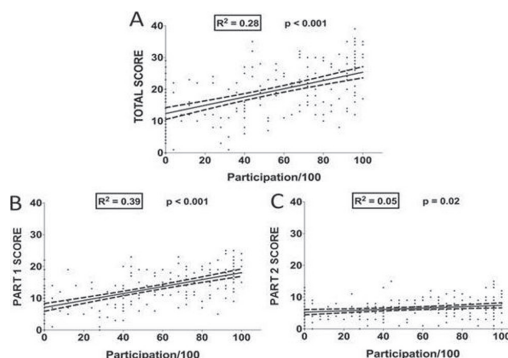 A
R² = 0.28 p < 0.001
TOTAL SCORE
40
30
20
10
0
0 20 40 60 80 100
Participation/100
B
R² = 0.39 p < 0.001
PART 1 SCORE
40
30
20
10
0
0 20 40 60 80 100
Participation/100
C
R² = 0.05 p = 0.02
PART 2 SCORE
40
30
20
10
0
0 20 40 60 80 100
Participation/100